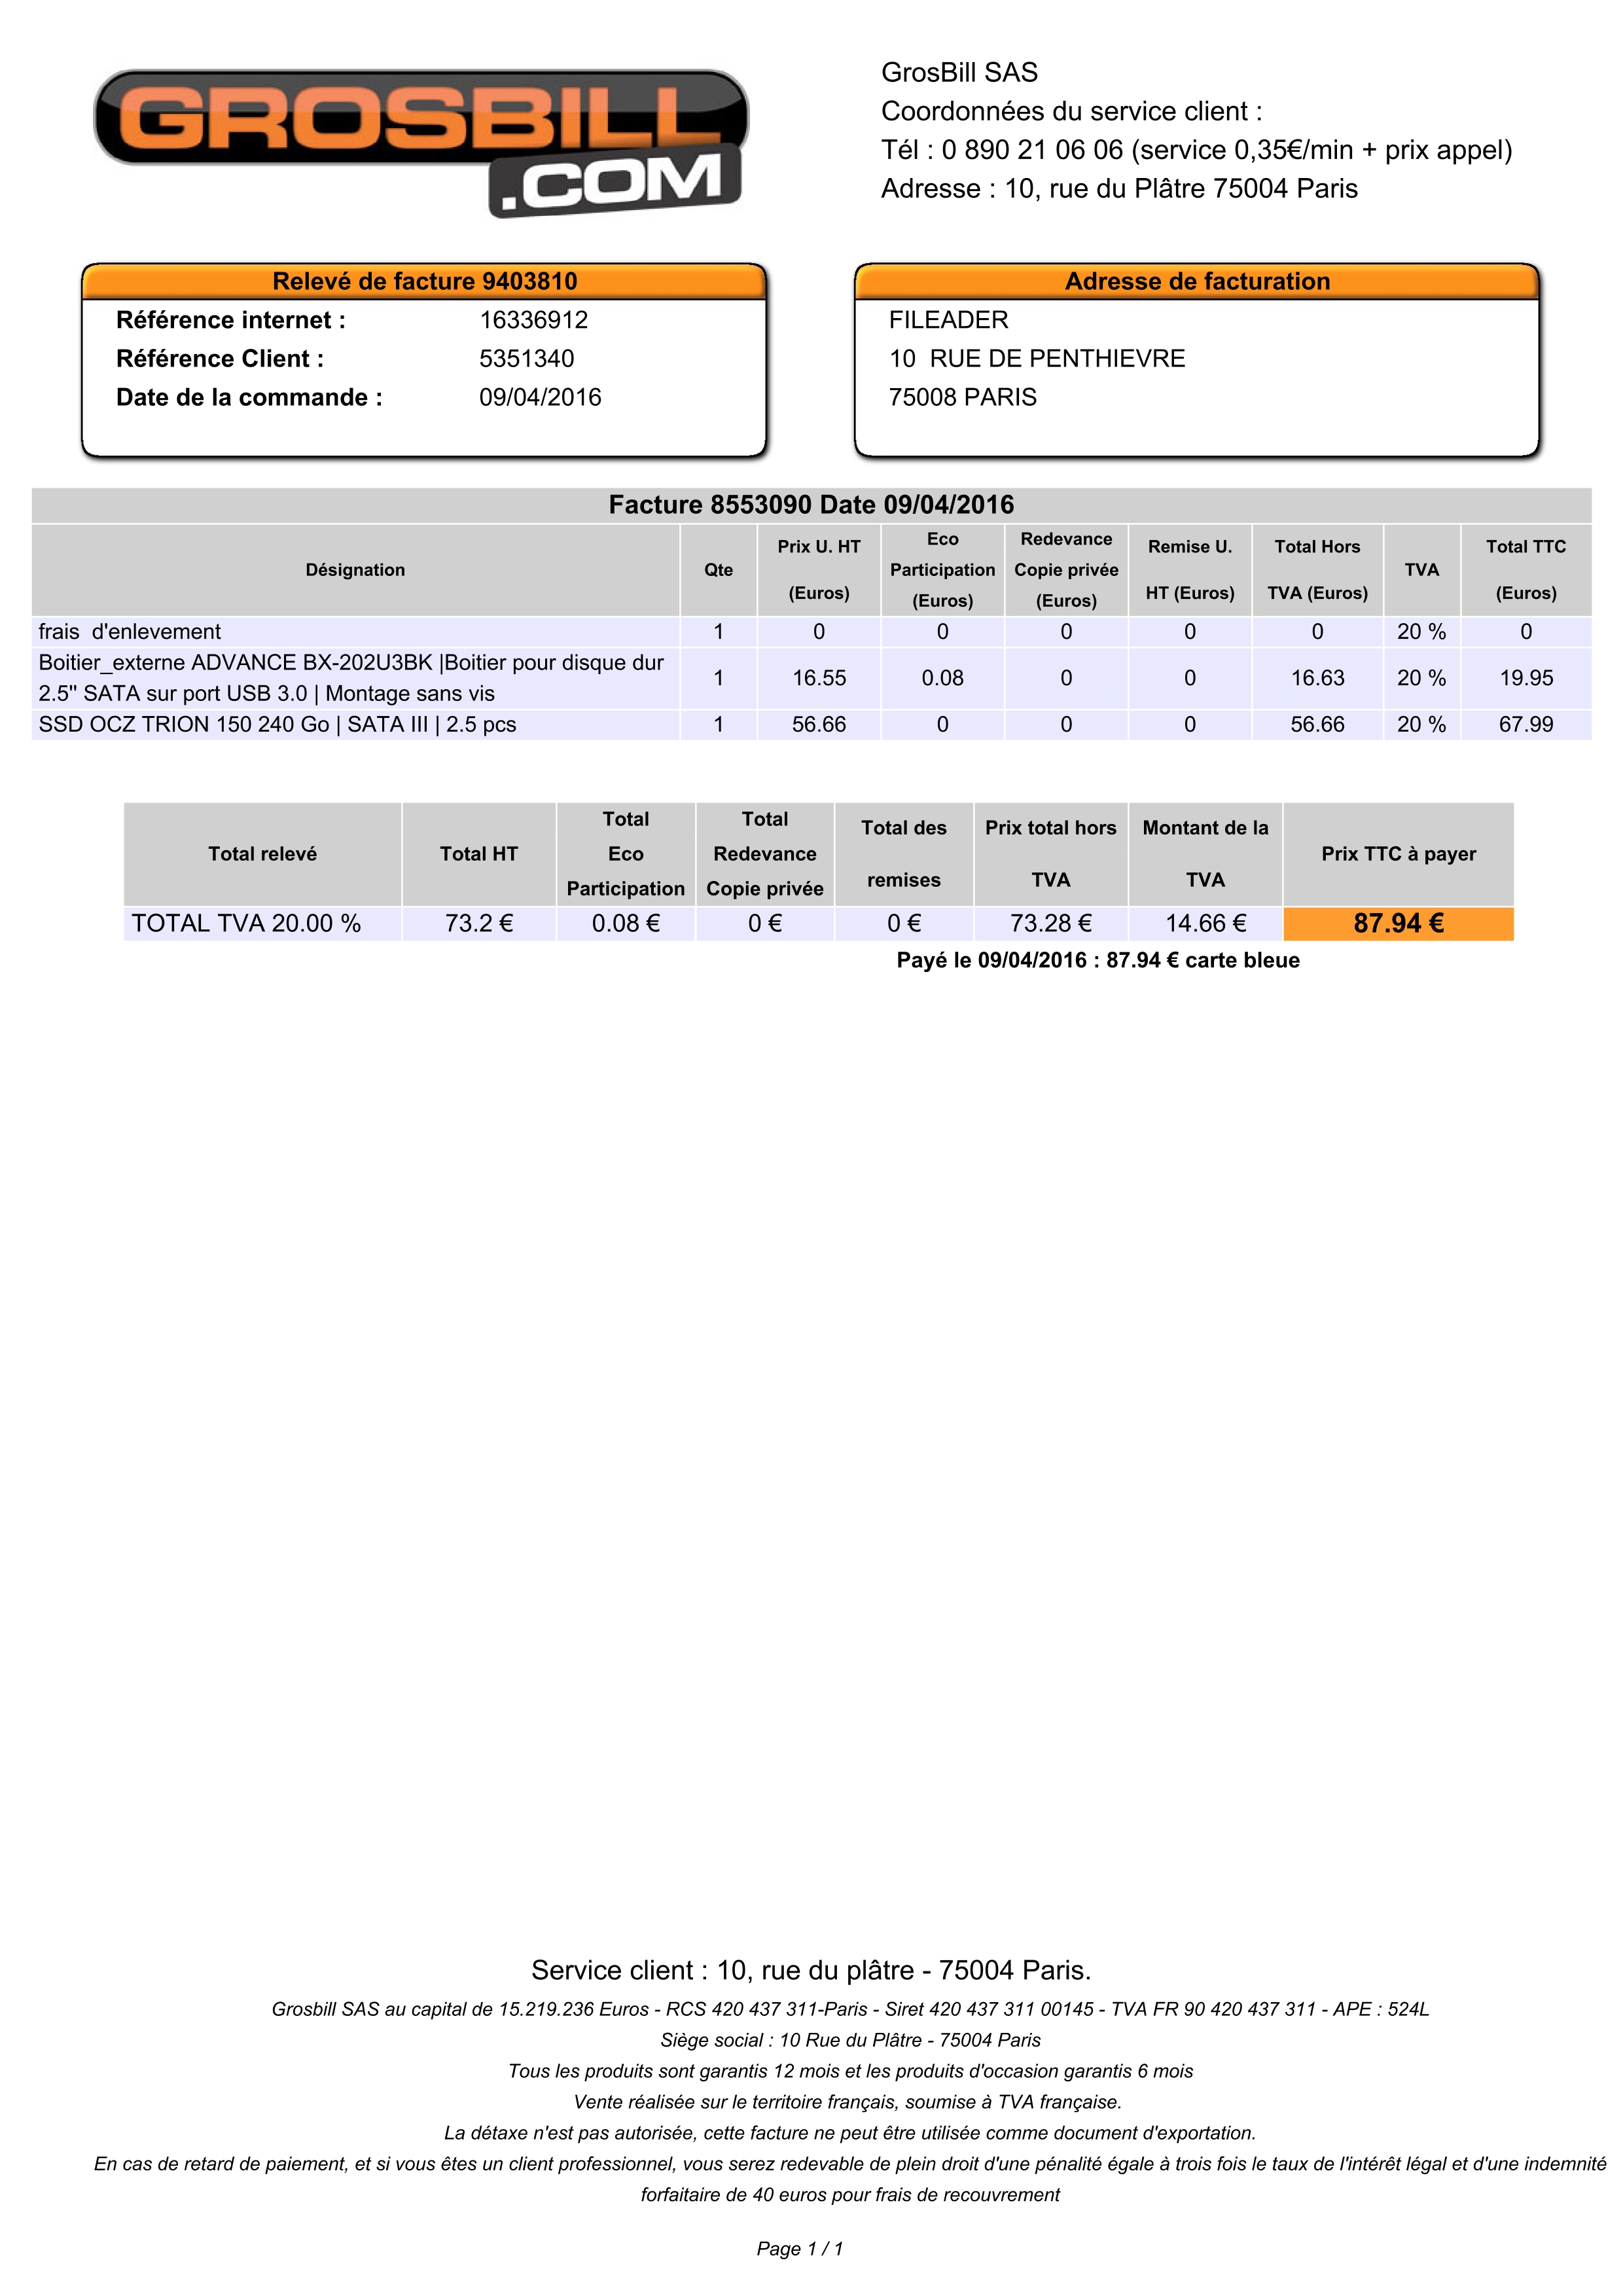 GROSBILL
.COM
GrosBill SAS
Coordonnées du service client :
Tél : 0 890 21 06 06 (service 0,35€/min + prix appel)
Adresse : 10, rue du Plâtre 75004 Paris
Relevé de facture 9403810
Référence internet : 16336912
Référence Client : 5351340
Date de la commande : 09/04/2016
Adresse de facturation
FILEADER
10  RUE DE PENTHIEVRE
75008 PARIS
Facture 8553090 Date 09/04/2016
Désignation Qte Prix U. HT (Euros) Eco Participation (Euros) Redevance Copie privée (Euros) Remise U. HT (Euros) Total Hors TVA (Euros) TVA Total TTC (Euros)
frais  d'enlevement 1 0 0 0 0 0 20 % 0
Boitier_externe ADVANCE BX-202U3BK |Boitier pour disque dur
2.5'' SATA sur port USB 3.0 | Montage sans vis 1 16.55 0.08 0 0 16.63 20 % 19.95
SSD OCZ TRION 150 240 Go | SATA III | 2.5 pcs 1 56.66 0 0 0 56.66 20 % 67.99
Total relevé Total HT Total Eco Participation Total Redevance Copie privée Total des remises Prix total hors TVA Montant de la TVA Prix TTC à payer
TOTAL TVA 20.00 % 73.2 € 0.08 € 0 € 0 € 73.28 € 14.66 € 87.94 €
Payé le 09/04/2016 : 87.94 € carte bleue
Service client : 10, rue du plâtre - 75004 Paris.
Grosbill SAS au capital de 15.219.236 Euros - RCS 420 437 311-Paris - Siret 420 437 311 00145 - TVA FR 90 420 437 311 - APE : 524L
Siège social : 10 Rue du Plâtre - 75004 Paris
Tous les produits sont garantis 12 mois et les produits d'occasion garantis 6 mois
Vente réalisée sur le territoire français, soumise à TVA française.
La détaxe n'est pas autorisée, cette facture ne peut être utilisée comme document d'exportation.
En cas de retard de paiement, et si vous êtes un client professionnel, vous serez redevable de plein droit d'une pénalité égale à trois fois le taux de l'intérêt légal et d'une indemnité
forfaitaire de 40 euros pour frais de recouvrement
Page 1 / 1